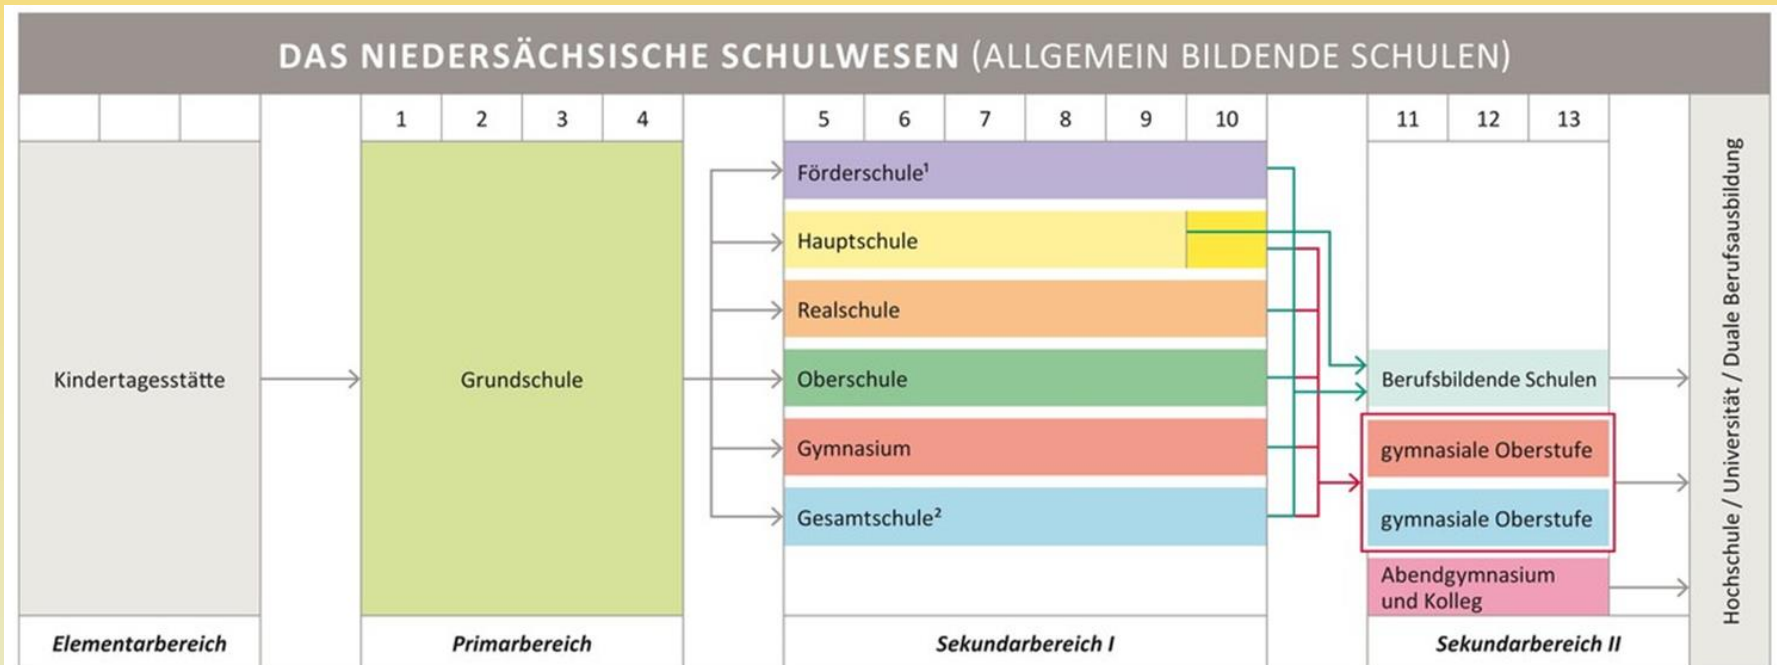 DAS NIEDERSÄCHSISCHE SCHULWESEN (ALLGEMEIN BILDENDE SCHULEN)
1 2 3 4 5 6 7 8 9 10 11 12 13
Kindertagesstätte
Grundschule
Förderschule¹
Hauptschule
Realschule
Oberschule
Gymnasium
Gesamtschule²
Berufsbildende Schulen
gymnasiale Oberstufe
gymnasiale Oberstufe
Abendgymnasium
und Kolleg
Hochschule / Universität / Duale Berufsausbildung
Elementarbereich
Primarbereich
Sekundarbereich I
Sekundarbereich II